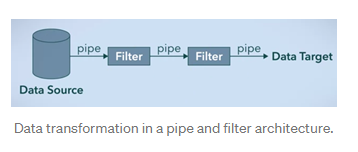 pipe pipe pipe
Filter Filter Data Target
Data Source
Data transformation in a pipe and filter architecture.